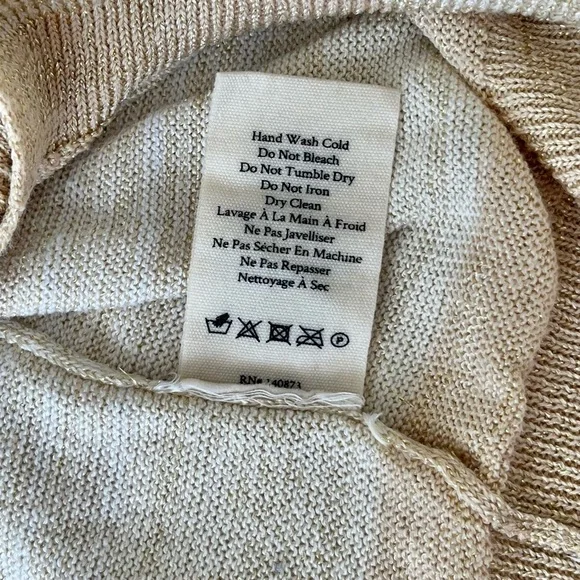 Hand Wash Cold
Do Not Bleach
Do Not Tumble Dry
Do Not Iron
Dry Clean
Lavage À La Main À Froid
Ne Pas Javelliser
Ne Pas Sécher En Machine
Ne Pas Repasser
Nettoyage À Sec
P